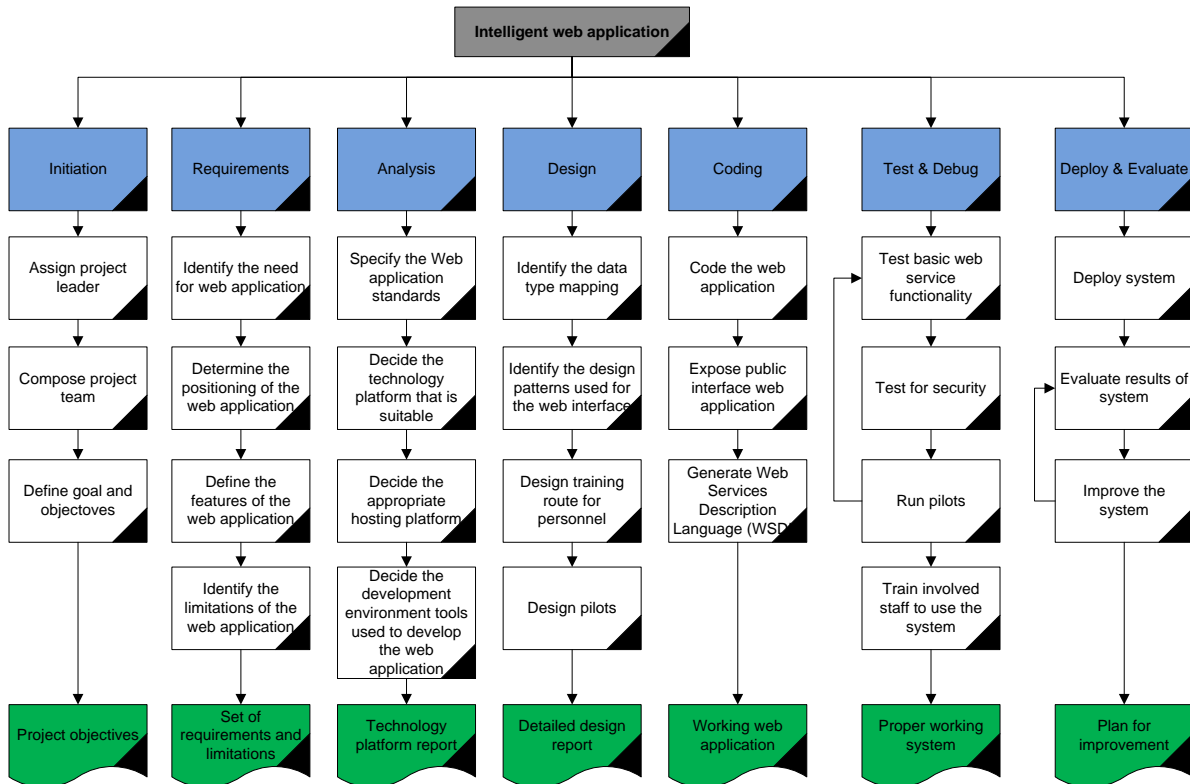 Intelligent web application
Initiation
Requirements
Analysis
Design
Coding
Test & Debug
Deploy & Evaluate
Assign project
leader
Identify the need
for web application
Specify the Web
application
standards
Identify the data
type mapping
Code the web
application
Test basic web
service
functionality
Deploy system
Compose project
team
Determine the
positioning of the
web application
Decide the
technology
platform that is
suitable
Identify the design
patterns used for
the web interface
Expose public
interface web
application
Test for security
Evaluate results of
system
Define goal and
objectoves
Define the
features of the
web application
Decide the
appropriate
hosting platform
Design training
route for
personnel
Generate Web
Services
Description
Language (WSD
Run pilots
Improve the
system
Identify the
limitations of the
web application
Decide the
development
environment tools
used to develop
the web
application
Design pilots
Train involved
staff to use the
system
Project objectives
Set of
requirements and
limitations
Technology
platform report
Detailed design
report
Working web
application
Proper working
system
Plan for
improvement